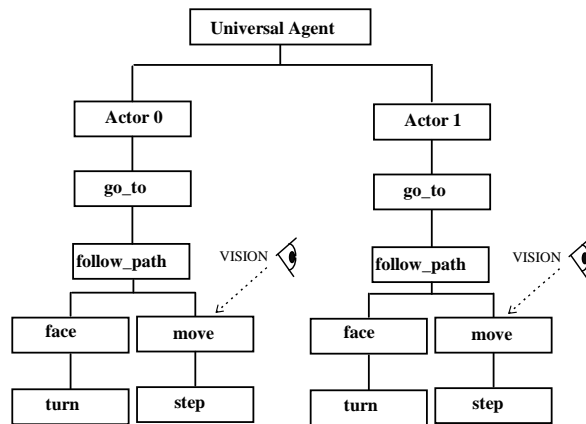 Universal Agent
Actor 0
Actor 1
go_to
go_to
follow_path
VISION
follow_path
VISION
face
move
face
move
turn
step
turn
step